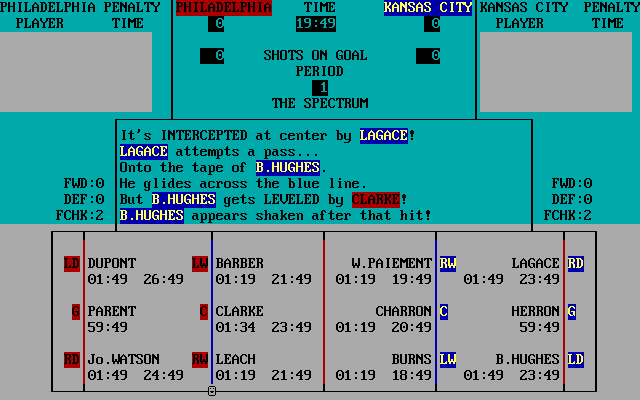 PHILADELPHIA PENALTY PHILADELPHIA TIME KANSAS CITY KANSAS CITY PENALTY
PLAYER TIME 0 19:49 0 PLAYER TIME
0 SHOTS ON GOAL 0
PERIOD
1
THE SPECTRUM
It's INTERCEPTED at center by LAGACE!
LAGACE attempts a pass...
Onto the tape of B.HUGHES.
FWD:0 He glides across the blue line. FWD:0
DEF:0 But B.HUGHES gets LEVELED by CLARKE! DEF:0
FCHK:2 B.HUGHES appears shaken after that hit! FCHK:2
LD DUPONT LW BARBER W.PAIEMENT RW LAGACE RD
01:49 26:49 01:19 21:49 01:19 19:49 01:49 23:49
G PARENT C CLARKE CHARRON C HERRON G
59:49 01:34 23:49 01:19 20:49 59:49
RD Jo.WATSON RW LEACH BURNS LW B.HUGHES LD
01:49 24:49 01:19 21:49 01:19 18:49 01:49 23:49